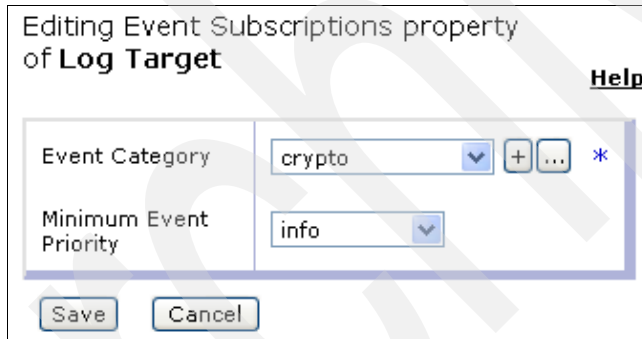 Editing Event Subscriptions property
of Log Target
Help
Event Category crypto + ... *
Minimum Event
Priority info
Save Cancel